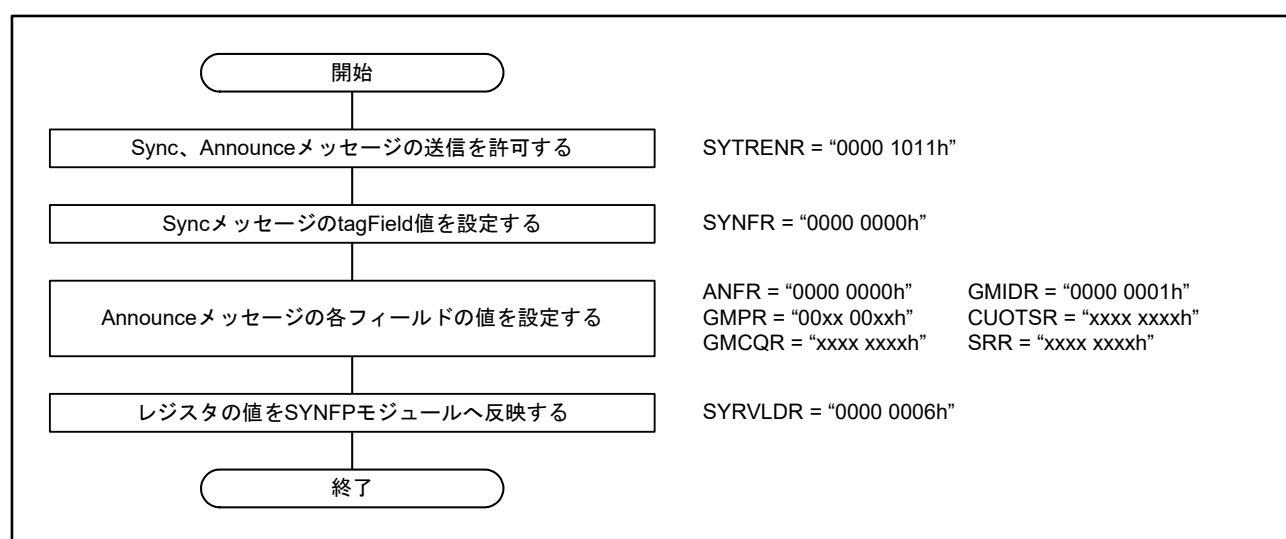 開始
Sync、Announceメッセージの送信を許可する SYTRENR = “0000 1011h”
SyncメッセージのtagField値を設定する SYNFR = “0000 0000h”
ANFR = “0000 0000h” GMIDR = “0000 0001h”
Announceメッセージの各フィールドの値を設定する GMPR = “00xx 00xxh” CUOTSR = “xxxx xxxxh”
GMCQR = “xxxx xxxxh” SRR = “xxxx xxxxh”
レジスタの値をSYNFPモジュールへ反映する SYRVLDR = “0000 0006h”
終了